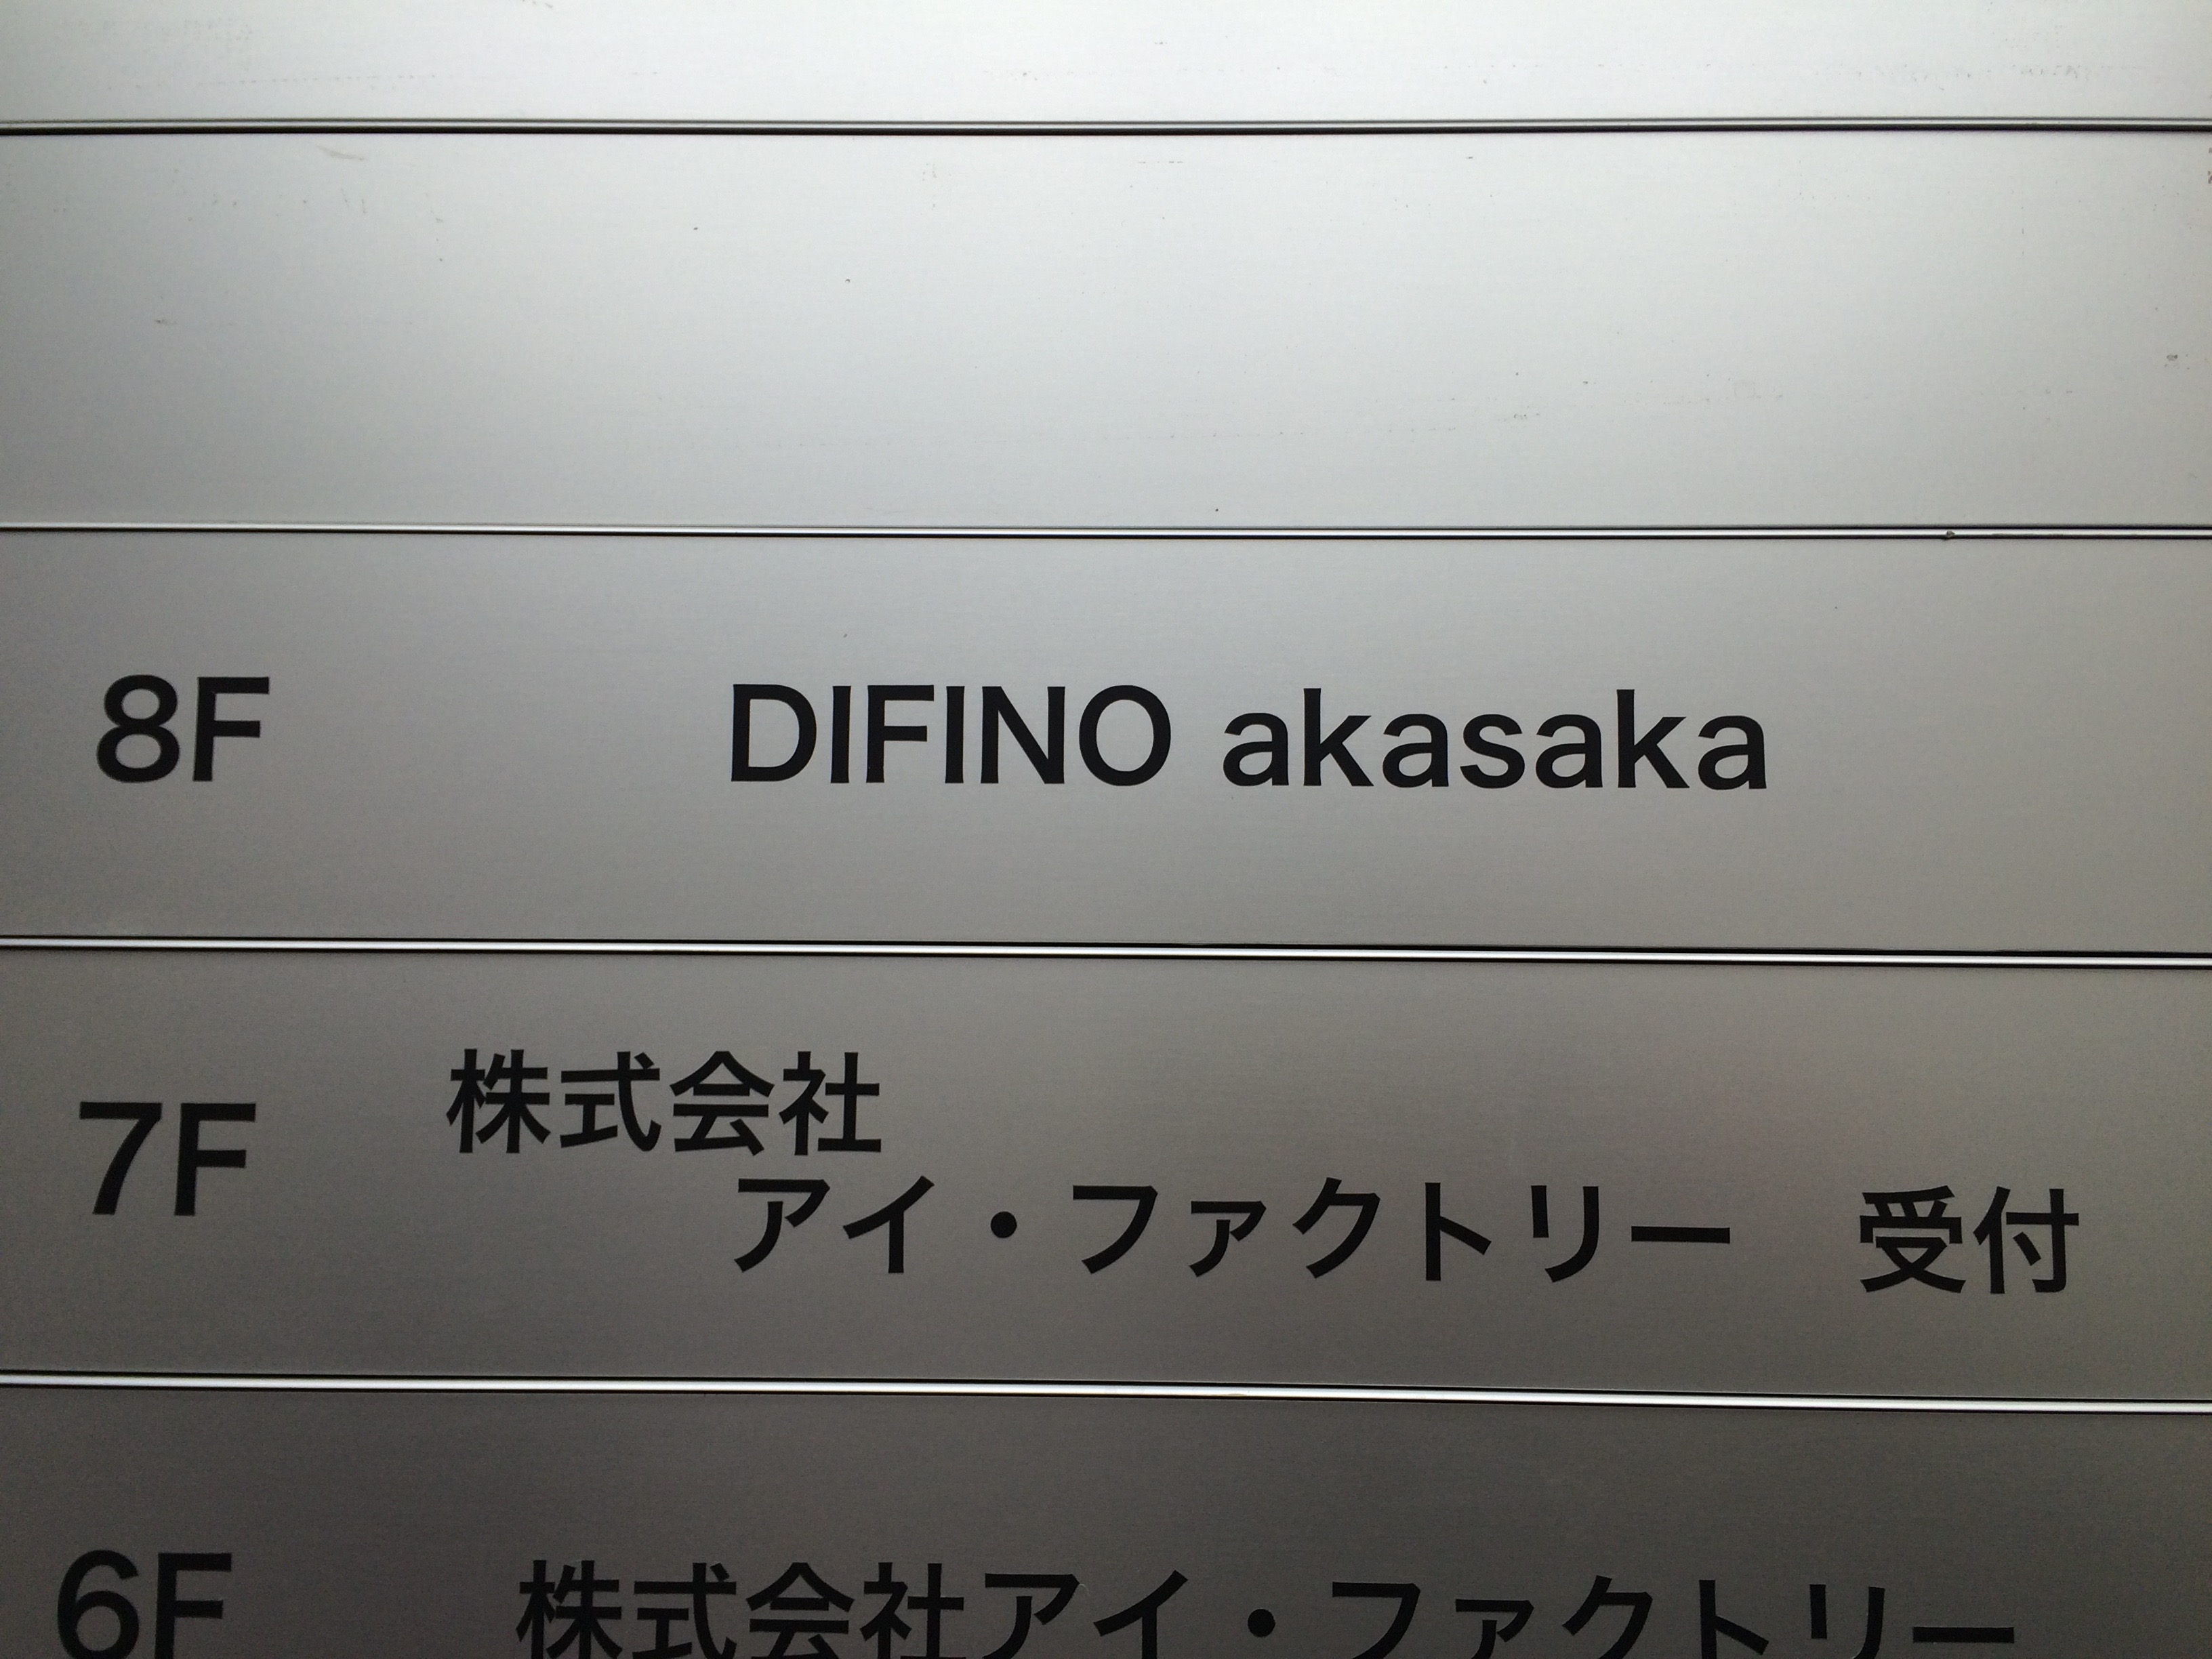 8F DIFINO akasaka
7F 株式会社
アイ・ファクトリー 受付
6F 株式会社アイ・ファクトリー